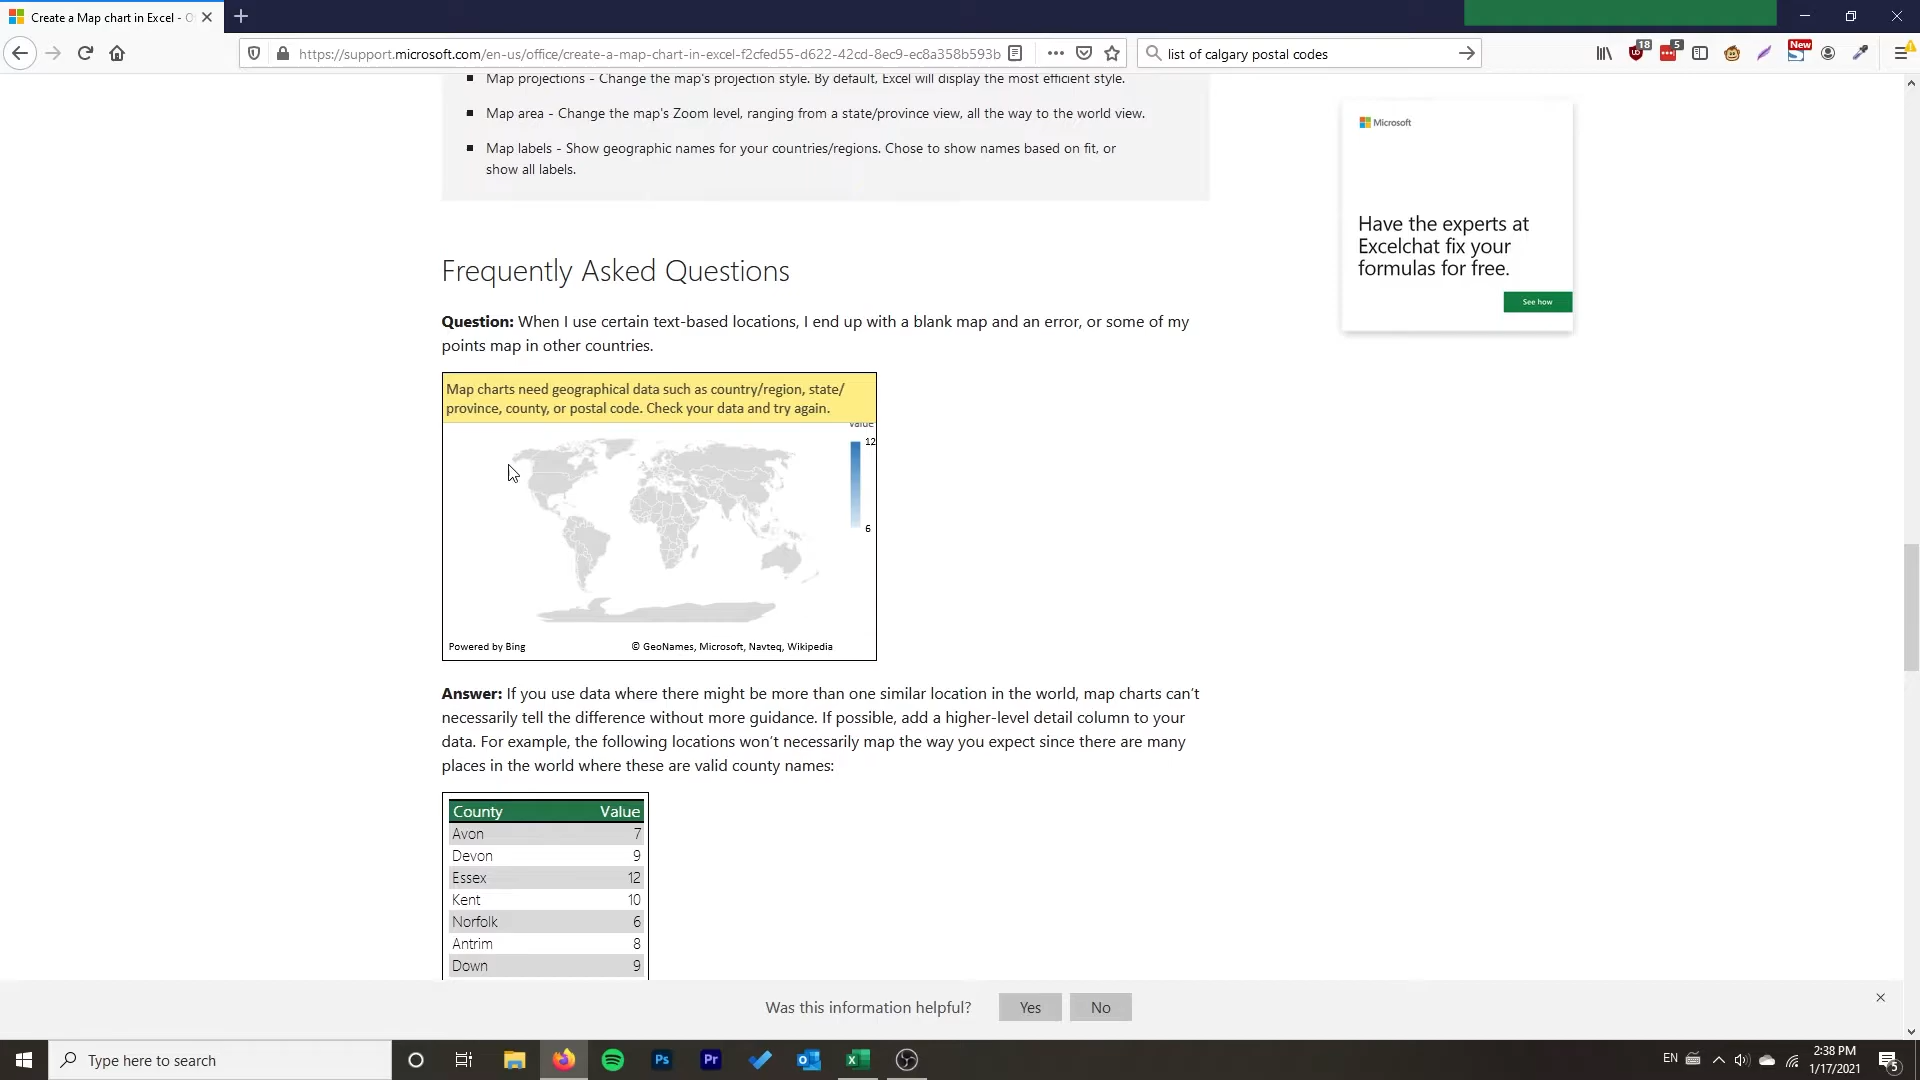 Create a Map chart in Excel - O
https://support.microsoft.com/en-us/office/create-a-map-chart-in-excel-f2cfed55-d622-42cd-8ec9-ec8a358b593b
list of calgary postal codes
18
5
New
Map projections - Change the map's projection style. By default, Excel will display the most efficient style.
Map area - Change the map's Zoom level, ranging from a state/province view, all the way to the world view.
Map labels - Show geographic names for your countries/regions. Chose to show names based on fit, or
show all labels.
Microsoft
Have the experts at
Excelchat fix your
formulas for free.
See how
Frequently Asked Questions
Question: When I use certain text-based locations, I end up with a blank map and an error, or some of my
points map in other countries.
Map charts need geographical data such as country/region, state/
province, county, or postal code. Check your data and try again.
Value
12
6
Powered by Bing
© GeoNames, Microsoft, Navteq, Wikipedia
Answer: If you use data where there might be more than one similar location in the world, map charts can't
necessarily tell the difference without more guidance. If possible, add a higher-level detail column to your
data. For example, the following locations won't necessarily map the way you expect since there are many
places in the world where these are valid county names:
County Value
Avon 7
Devon 9
Essex 12
Kent 10
Norfolk 6
Antrim 8
Down 9
Was this information helpful?
Yes
No
Type here to search
Ps
Pr
EN
2:38 PM
1/17/2021
5